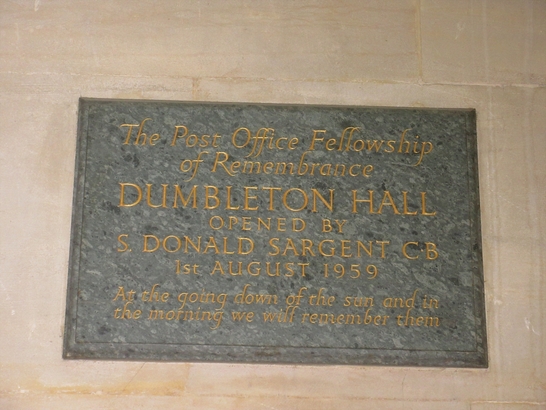 The Post Office Fellowship
of Remembrance
DUMBLETON HALL
OPENED BY
S. DONALD SARGENT C·B
1st AUGUST 1959
At the going down of the sun and in
the morning we will remember them